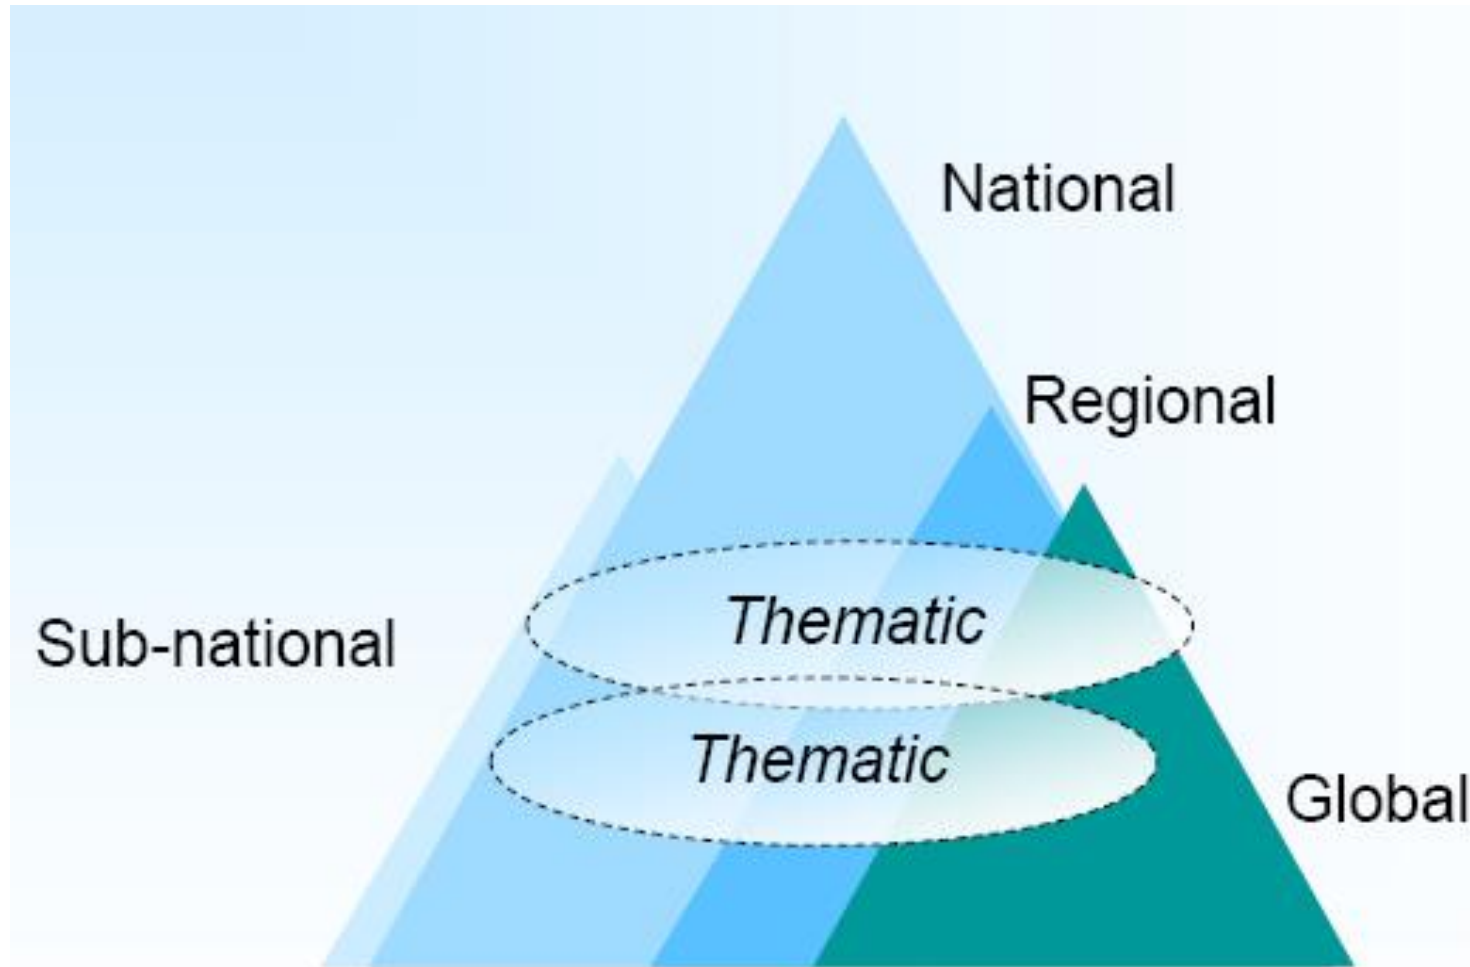 National
Regional
Thematic
Sub-national
Thematic
Global